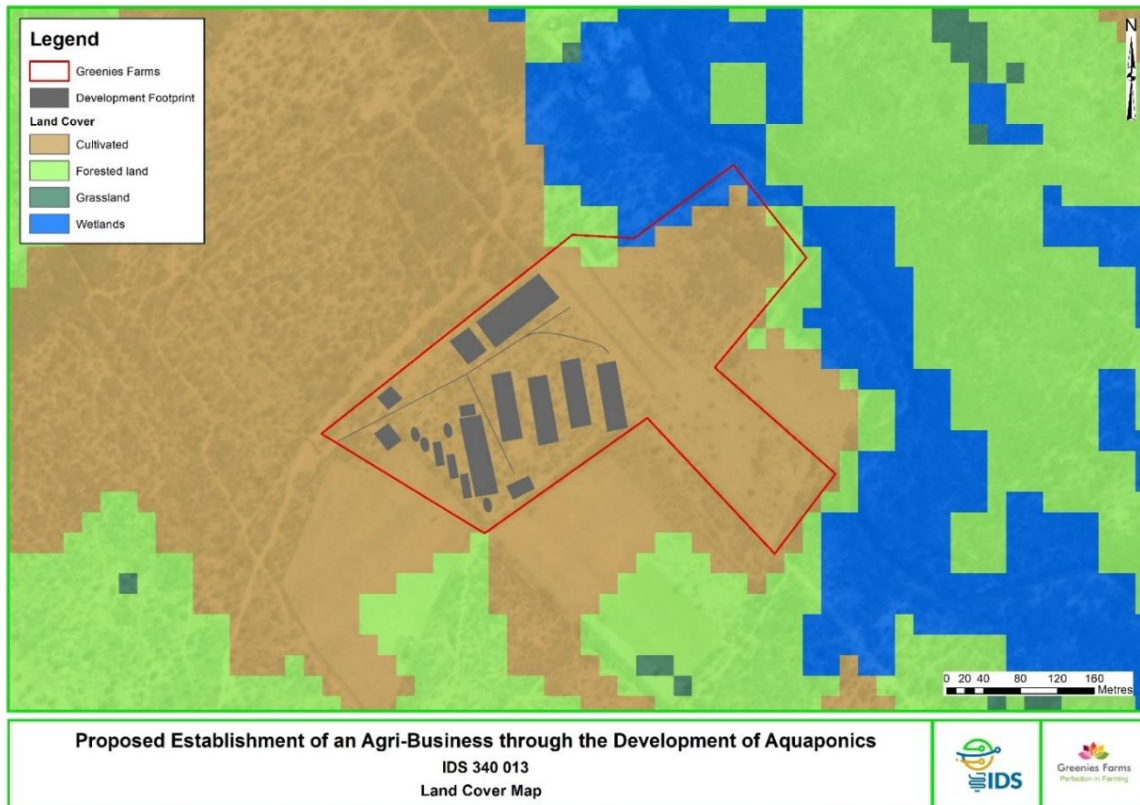 Legend
Greenies Farms
Development Footprint
Land Cover
Cultivated
Forested land
Grassland
Wetlands
N
0 20 40 80 120 160
Metres
Proposed Establishment of an Agri-Business through the Development of Aquaponics
IDS 340 013
Land Cover Map
IDS
Greenies Farms
Perfection in Farming